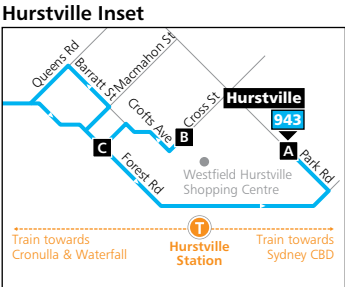 Hurstville Inset
Queens Rd
Barratt St
Macmahon St
Crofts Ave
Cross St
Hurstville
943
B
A
C
Park Rd
Forest Rd
Westfield Hurstville
Shopping Centre
T
Train towards
Cronulla & Waterfall
Hurstville
Station
Train towards
Sydney CBD